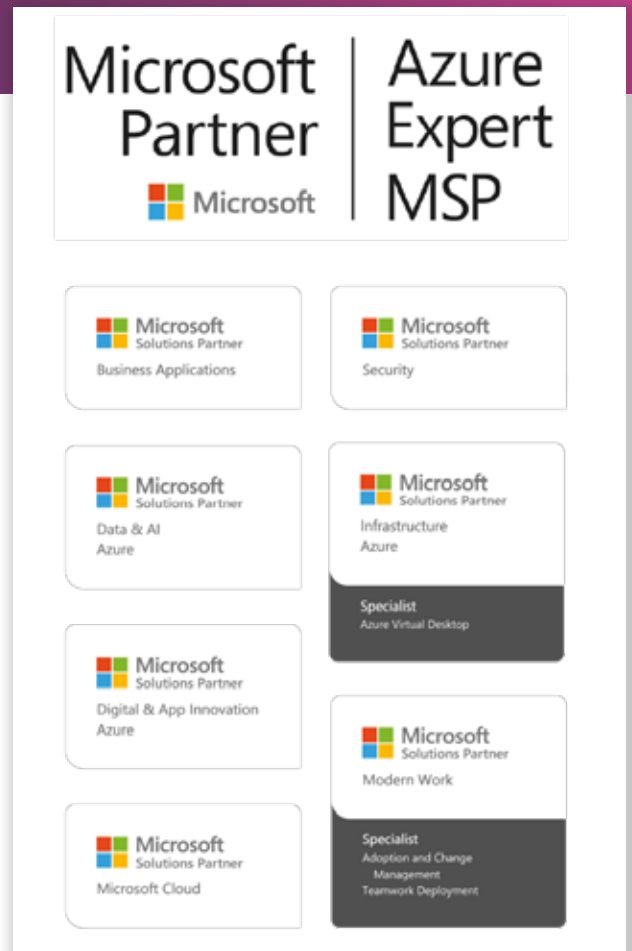 Microsoft
Partner
Microsoft
Azure
Expert
MSP
Microsoft
Solutions Partner
Business Applications
Microsoft
Solutions Partner
Security
Microsoft
Solutions Partner
Data & AI
Azure
Microsoft
Solutions Partner
Infrastructure
Azure
Specialist
Azure Virtual Desktop
Microsoft
Solutions Partner
Digital & App Innovation
Azure
Microsoft
Solutions Partner
Modern Work
Specialist
Adoption and Change
Management
Teamwork Deployment
Microsoft
Solutions Partner
Microsoft Cloud